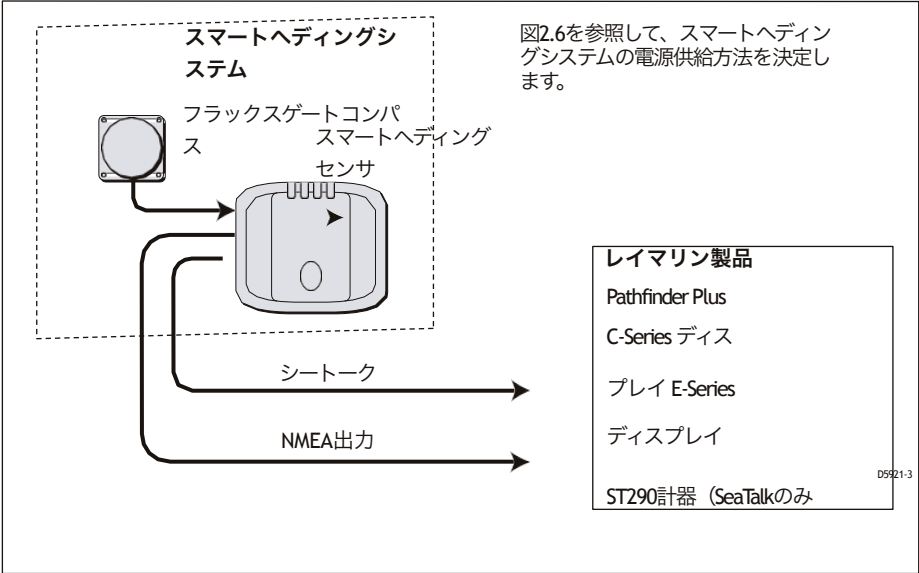 スマートヘディングシ
ステム
フラックスゲートコンパ
ス
スマートヘディング
センサ
図2.6を参照して、スマートヘディン
グシステムの電源供給方法を決定し
ます。
シートーク
NMEA出力
レイマリン製品
Pathfinder Plus
C-Series ディス
プレイ E-Series
ディスプレイ
ST290計器（SeaTalkのみ
D5921-3